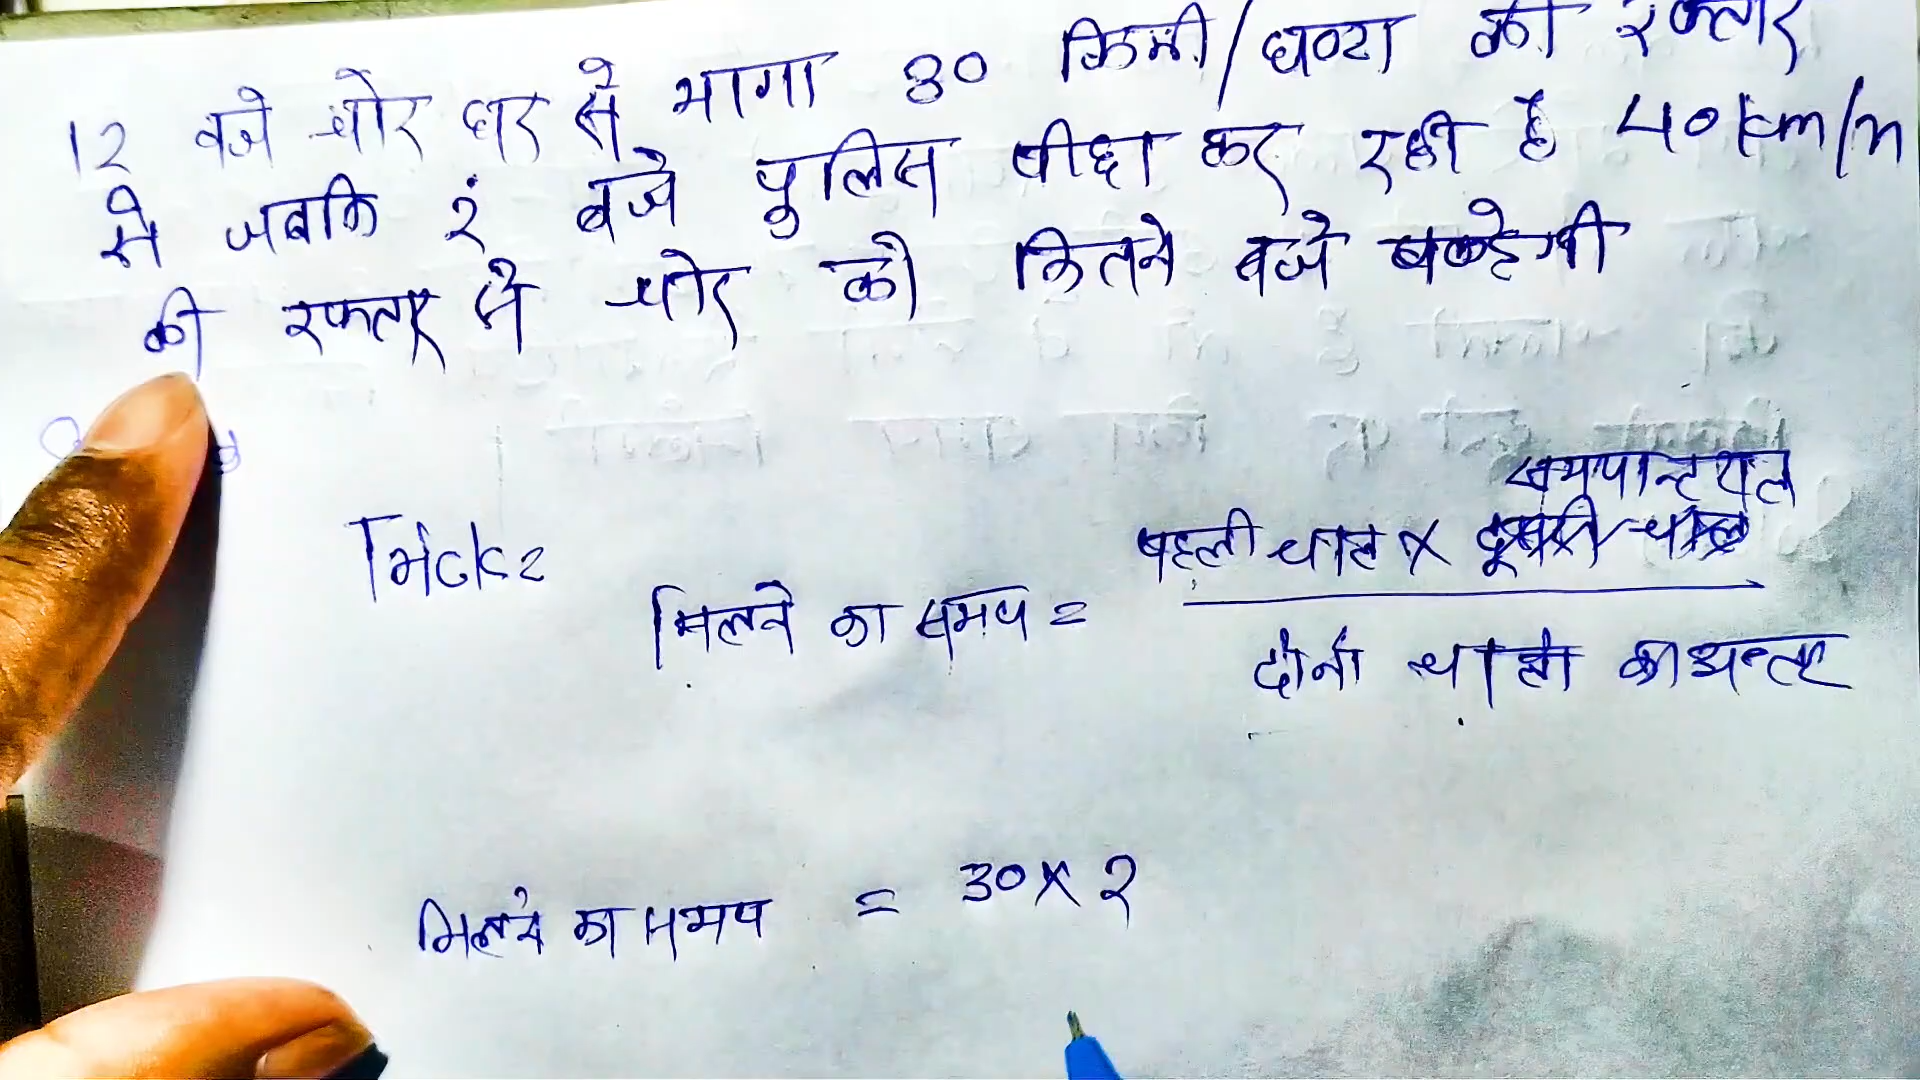 12 बजे चोर घर से भागा 30 किमी/घण्टा की रफ्तार
से जबकि 2 बजे पुलिस पीछा कर रही है 40 km/h
की रफ्तार से चोर को कितने बजे पकड़ेगी
Trick =
समयान्तराल
मिलने का समय = पहली चाल × दूसरी चाल
दोनों चालो का अन्तर
मिलने का समय = 30 × 2